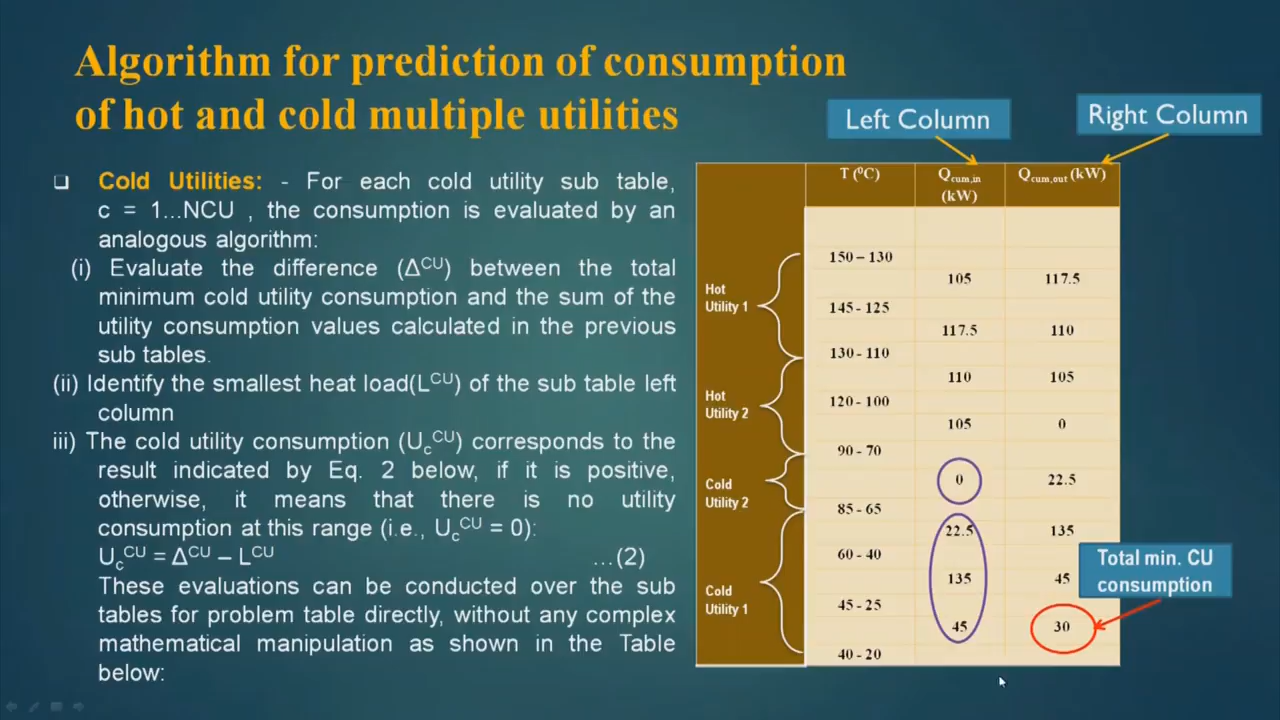 Algorithm for prediction of consumption
of hot and cold multiple utilities
❑ Cold Utilities: - For each cold utility sub table,
c = 1...NCU , the consumption is evaluated by an
analogous algorithm:
(i) Evaluate the difference (Δ^CU) between the total
minimum cold utility consumption and the sum of the
utility consumption values calculated in the previous
sub tables.
(ii) Identify the smallest heat load(L^CU) of the sub table left
column
iii) The cold utility consumption (U_c^CU) corresponds to the
result indicated by Eq. 2 below, if it is positive,
otherwise, it means that there is no utility
consumption at this range (i.e., U_c^CU = 0):
U_c^CU = Δ^CU – L^CU ...(2)
These evaluations can be conducted over the sub
tables for problem table directly, without any complex
mathematical manipulation as shown in the Table
below:
Left Column
Right Column
T (⁰C) Q_cum,in (kW) Q_cum,out (kW)
150 – 130
105 117.5
Hot
Utility 1
145 - 125
117.5 110
130 - 110
110 105
Hot
Utility 2
120 - 100
105 0
90 - 70
0 22.5
Cold
Utility 2
85 - 65
22.5 135
60 - 40
135 45
Cold
Utility 1
45 - 25
45 30
40 - 20
Total min. CU
consumption